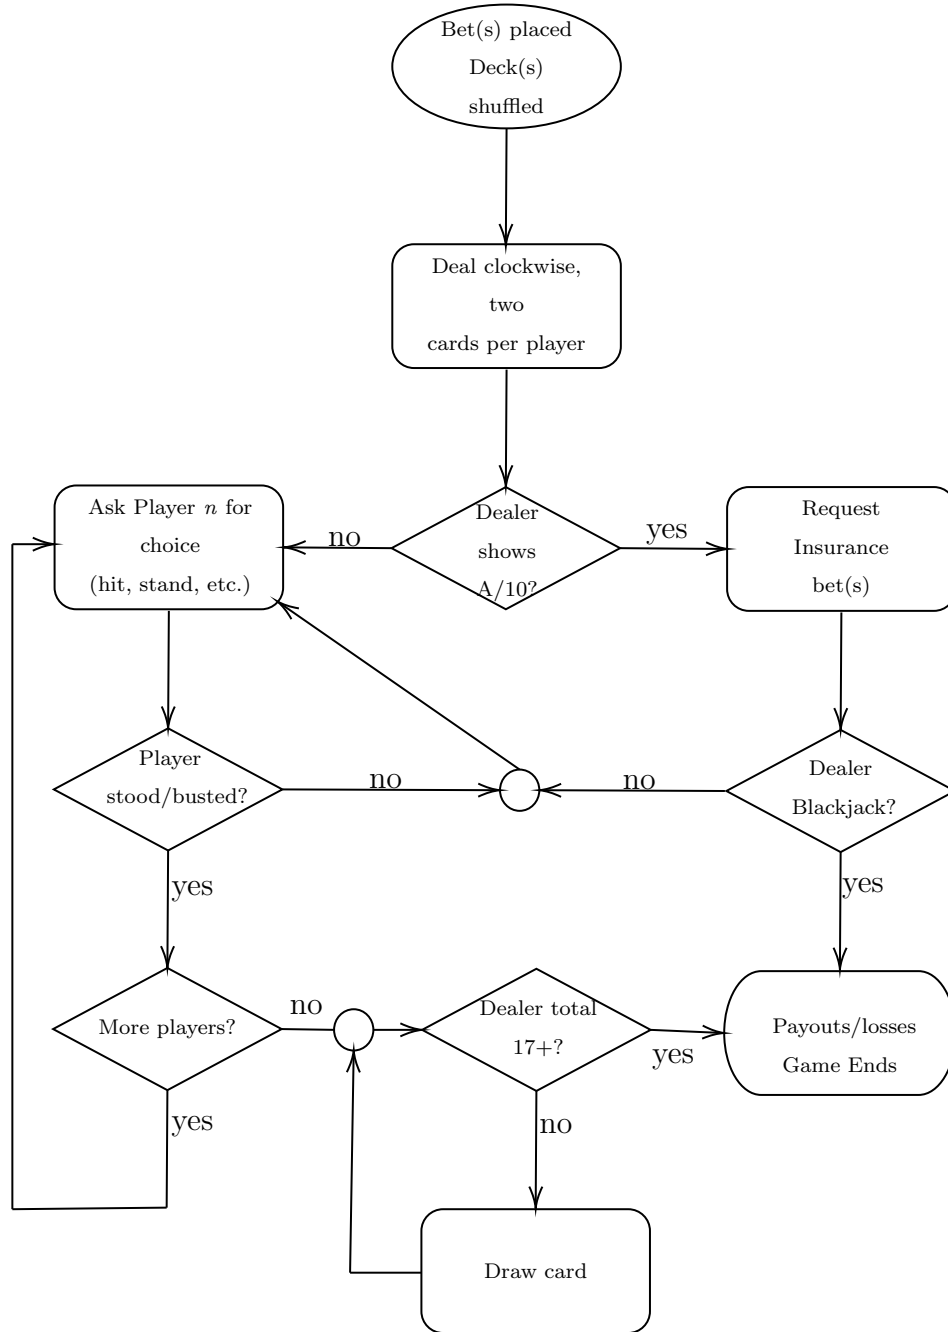 Bet(s) placed
Deck(s)
shuffled
Deal clockwise,
two
cards per player
Ask Player n for
choice
(hit, stand, etc.)
no
Dealer
shows
A/10?
yes
Request
Insurance
bet(s)
Player
stood/busted?
no
no
Dealer
Blackjack?
yes
yes
More players?
no
Dealer total
17+?
yes
Payouts/losses
Game Ends
yes
no
Draw card